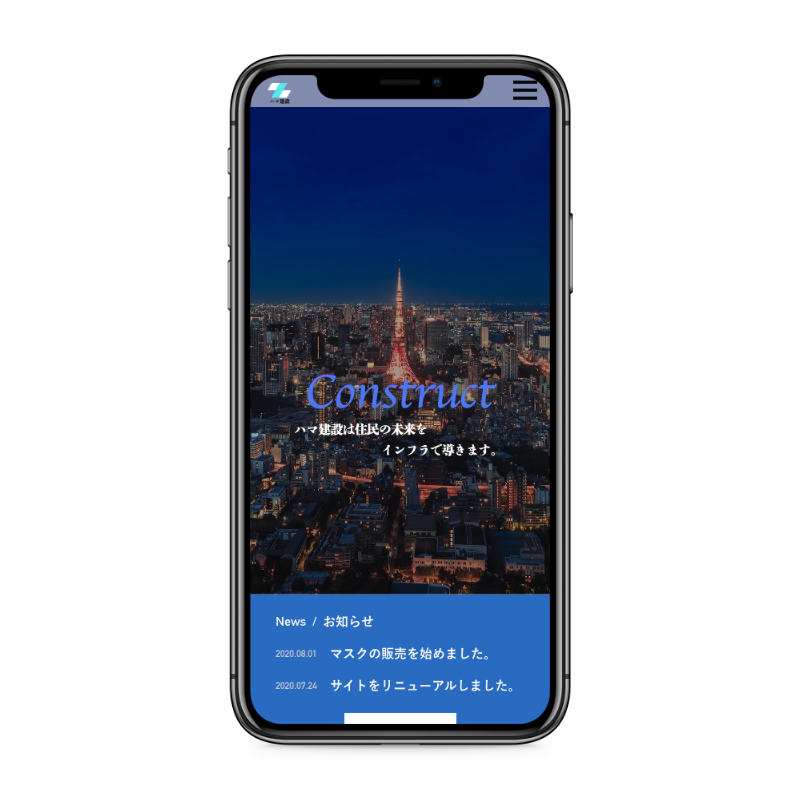 ハマ建設
Construct
ハマ建設は住民の未来を
インフラで導きます。
News / お知らせ
2020.08.01 マスクの販売を始めました。
2020.07.24 サイトをリニューアルしました。